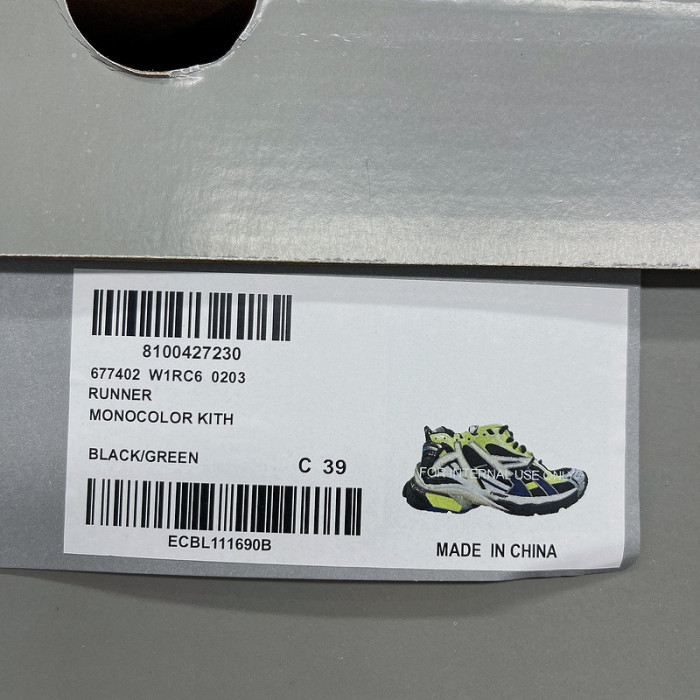 8100427230
677402 W1RC6 0203
RUNNER
MONOCOLOR KITH
BLACK/GREEN
C 39
ECBL111690B
FOR INTERNAL USE ONLY
MADE IN CHINA